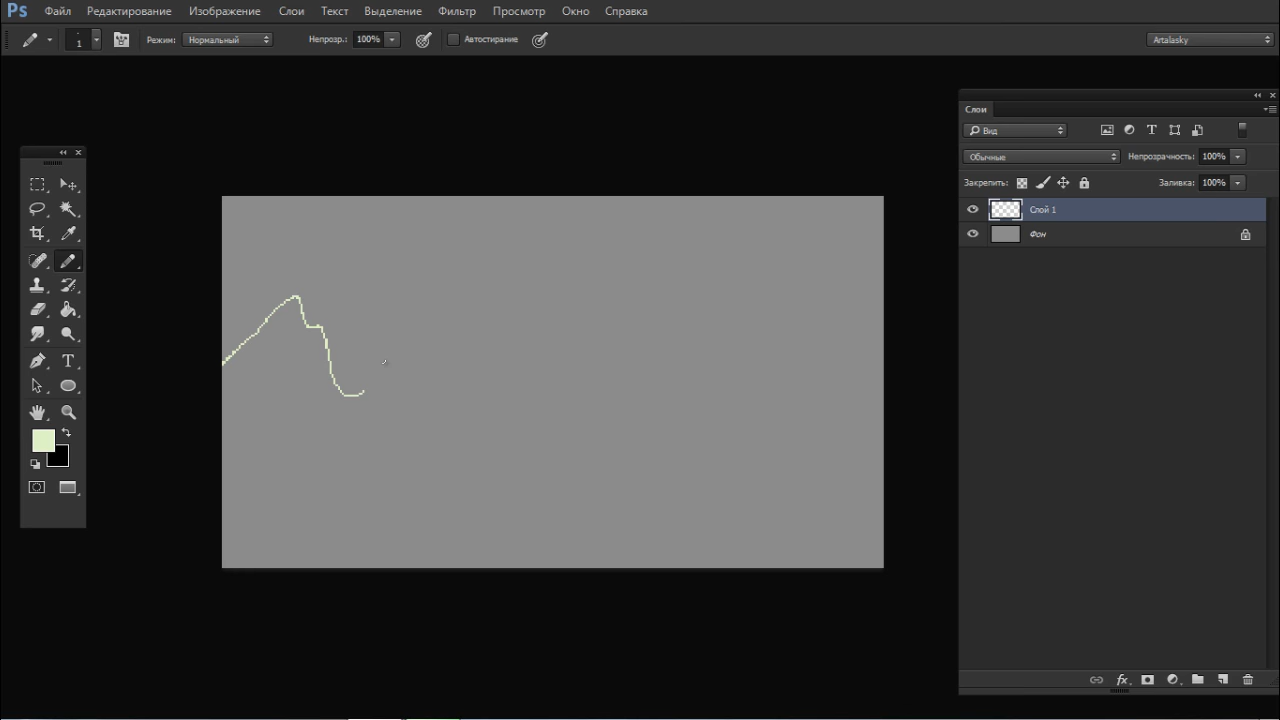 Ps Файл Редактирование Изображение Слои Текст Выделение Фильтр Просмотр Окно Справка
1 Режим: Нормальный Непрозр.: 100% Автостирание Artalasky
Слои
Вид
Обычные Непрозрачность: 100%
Закрепить: Заливка: 100%
Слой 1
Фон
T
fx